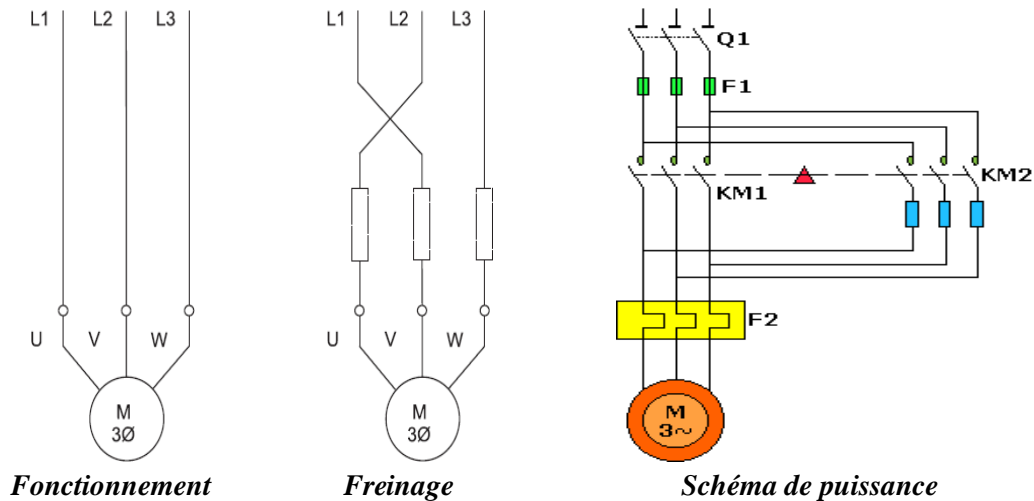 L1 L2 L3
U V W
M
3Ø
Fonctionnement
L1 L2 L3
U V W
M
3Ø
Freinage
Q1
F1
KM1
KM2
F2
M
3~
Schéma de puissance